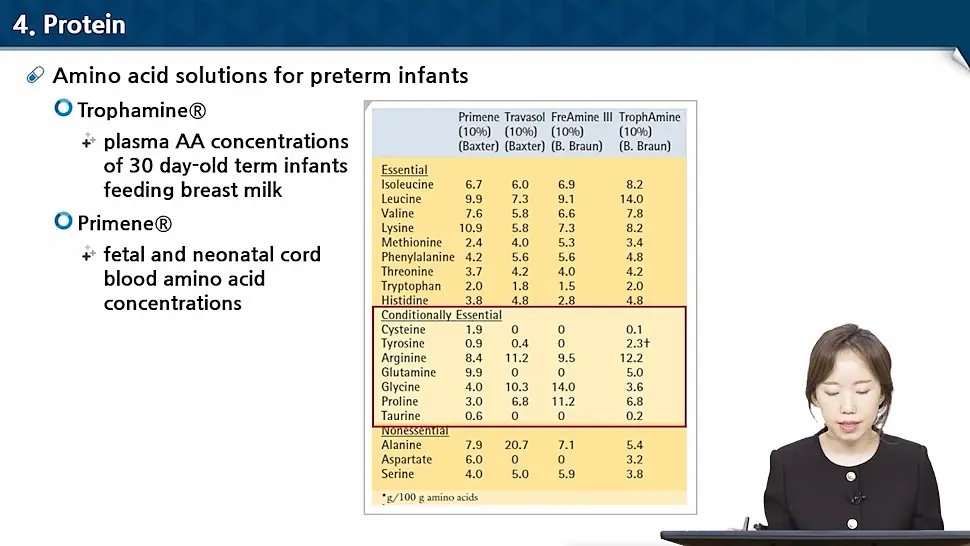 4. Protein
Amino acid solutions for preterm infants
Trophamine®
plasma AA concentrations
of 30 day-old term infants
feeding breast milk
Primene®
fetal and neonatal cord
blood amino acid
concentrations
Primene Travasol FreAmine III TrophAmine
(10%) (10%) (10%) (10%)
(Baxter) (Baxter) (B. Braun) (B. Braun)
Essential
Isoleucine 6.7 6.0 6.9 8.2
Leucine 9.9 7.3 9.1 14.0
Valine 7.6 5.8 6.6 7.8
Lysine 10.9 5.8 7.3 8.2
Methionine 2.4 4.0 5.3 3.4
Phenylalanine 4.2 5.6 5.6 4.8
Threonine 3.7 4.2 4.0 4.2
Tryptophan 2.0 1.8 1.5 2.0
Histidine 3.8 4.8 2.8 4.8
Conditionally Essential
Cysteine 1.9 0 0 0.1
Tyrosine 0.9 0.4 0 2.3†
Arginine 8.4 11.2 9.5 12.2
Glutamine 9.9 0 0 5.0
Glycine 4.0 10.3 14.0 3.6
Proline 3.0 6.8 11.2 6.8
Taurine 0.6 0 0 0.2
Nonessential
Alanine 7.9 20.7 7.1 5.4
Aspartate 6.0 0 0 3.2
Serine 4.0 5.0 5.9 3.8
*g/100 g amino acids